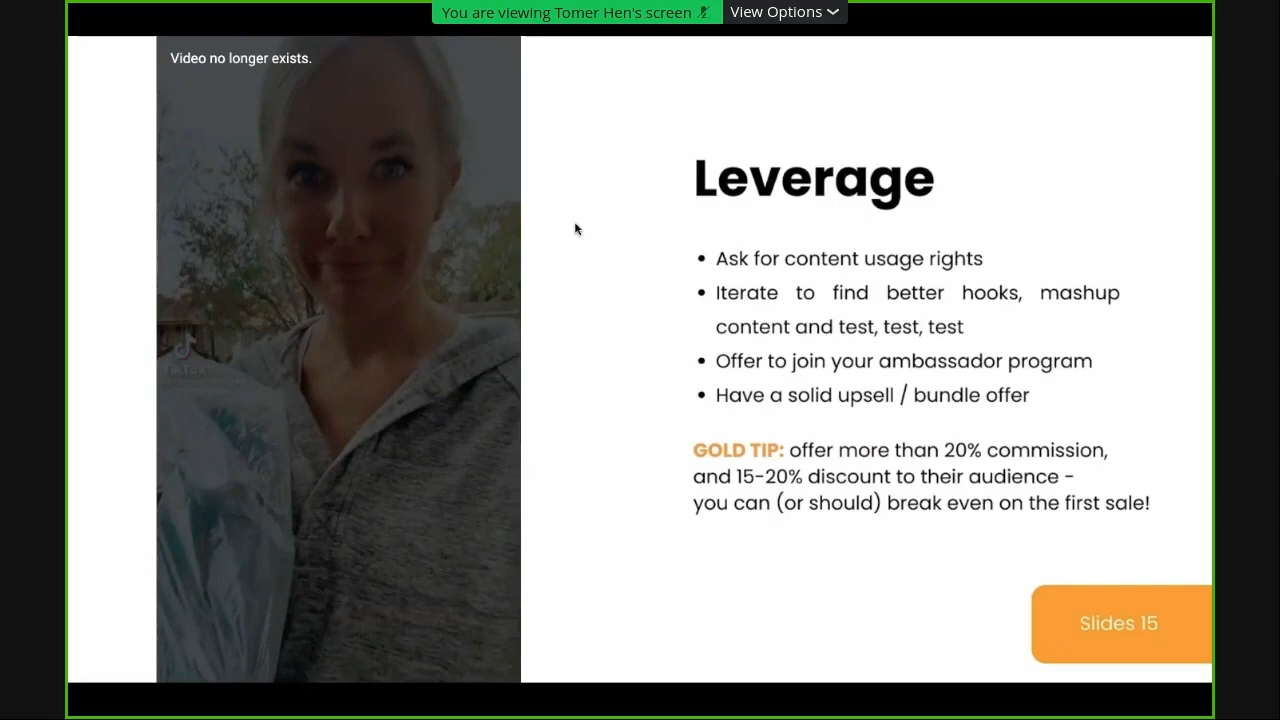 You are viewing Tomer Hen's screen
View Options
Video no longer exists.
Leverage
• Ask for content usage rights
• Iterate to find better hooks, mashup
content and test, test, test
• Offer to join your ambassador program
• Have a solid upsell / bundle offer
GOLD TIP: offer more than 20% commission,
and 15-20% discount to their audience -
you can (or should) break even on the first sale!
TikTok
Slides 15